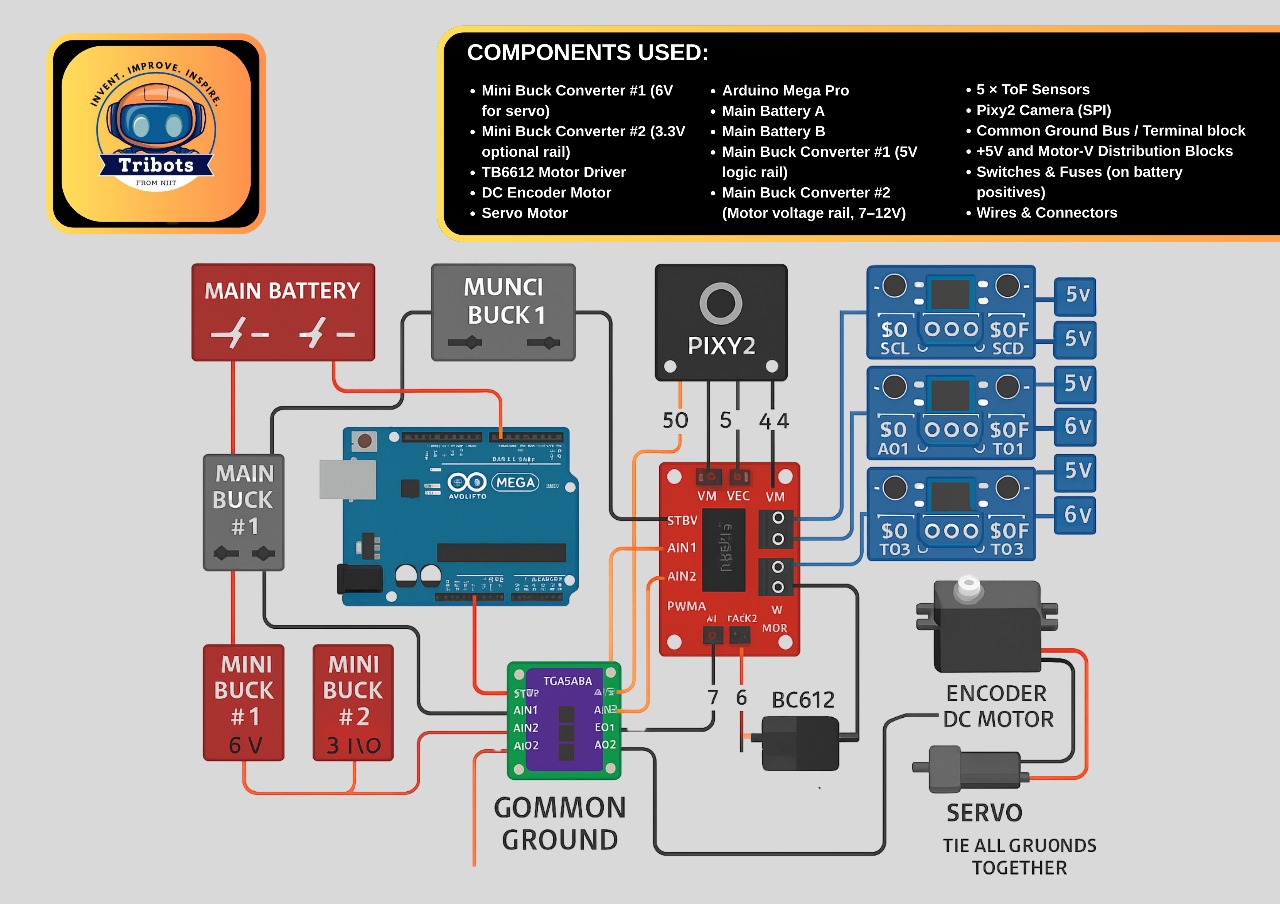 INVENT. IMPROVE. INSPIRE.
Tribots
FROM NIIT
COMPONENTS USED:
• Mini Buck Converter #1 (6V
for servo)
• Mini Buck Converter #2 (3.3V
optional rail)
• TB6612 Motor Driver
• DC Encoder Motor
• Servo Motor
• Arduino Mega Pro
• Main Battery A
• Main Battery B
• Main Buck Converter #1 (5V
logic rail)
• Main Buck Converter #2
(Motor voltage rail, 7–12V)
• 5 × ToF Sensors
• Pixy2 Camera (SPI)
• Common Ground Bus / Terminal block
• +5V and Motor-V Distribution Blocks
• Switches & Fuses (on battery
positives)
• Wires & Connectors
MAIN BATTERY
MUNCI
BUCK 1
PIXY2
50 5 4 4
$0 $0F
SCL SCD
5V
5V
$0 $0F
AO1 TO1
5V
6V
$0 $0F
TO3 TO3
5V
6V
MAIN
BUCK
#1
AVOLIFTO
MEGA
VM VEC VM
STBV
AIN1
AIN2
PWMA
W
MOR
7 6
MINI
BUCK
#1
6 V
MINI
BUCK
#2
3 I\O
TGA5ABA
AIN1
AIN2 EO1
AIO2 AO2
GOMMON
GROUND
BC612
ENCODER
DC MOTOR
SERVO
TIE ALL GRUONDS
TOGETHER